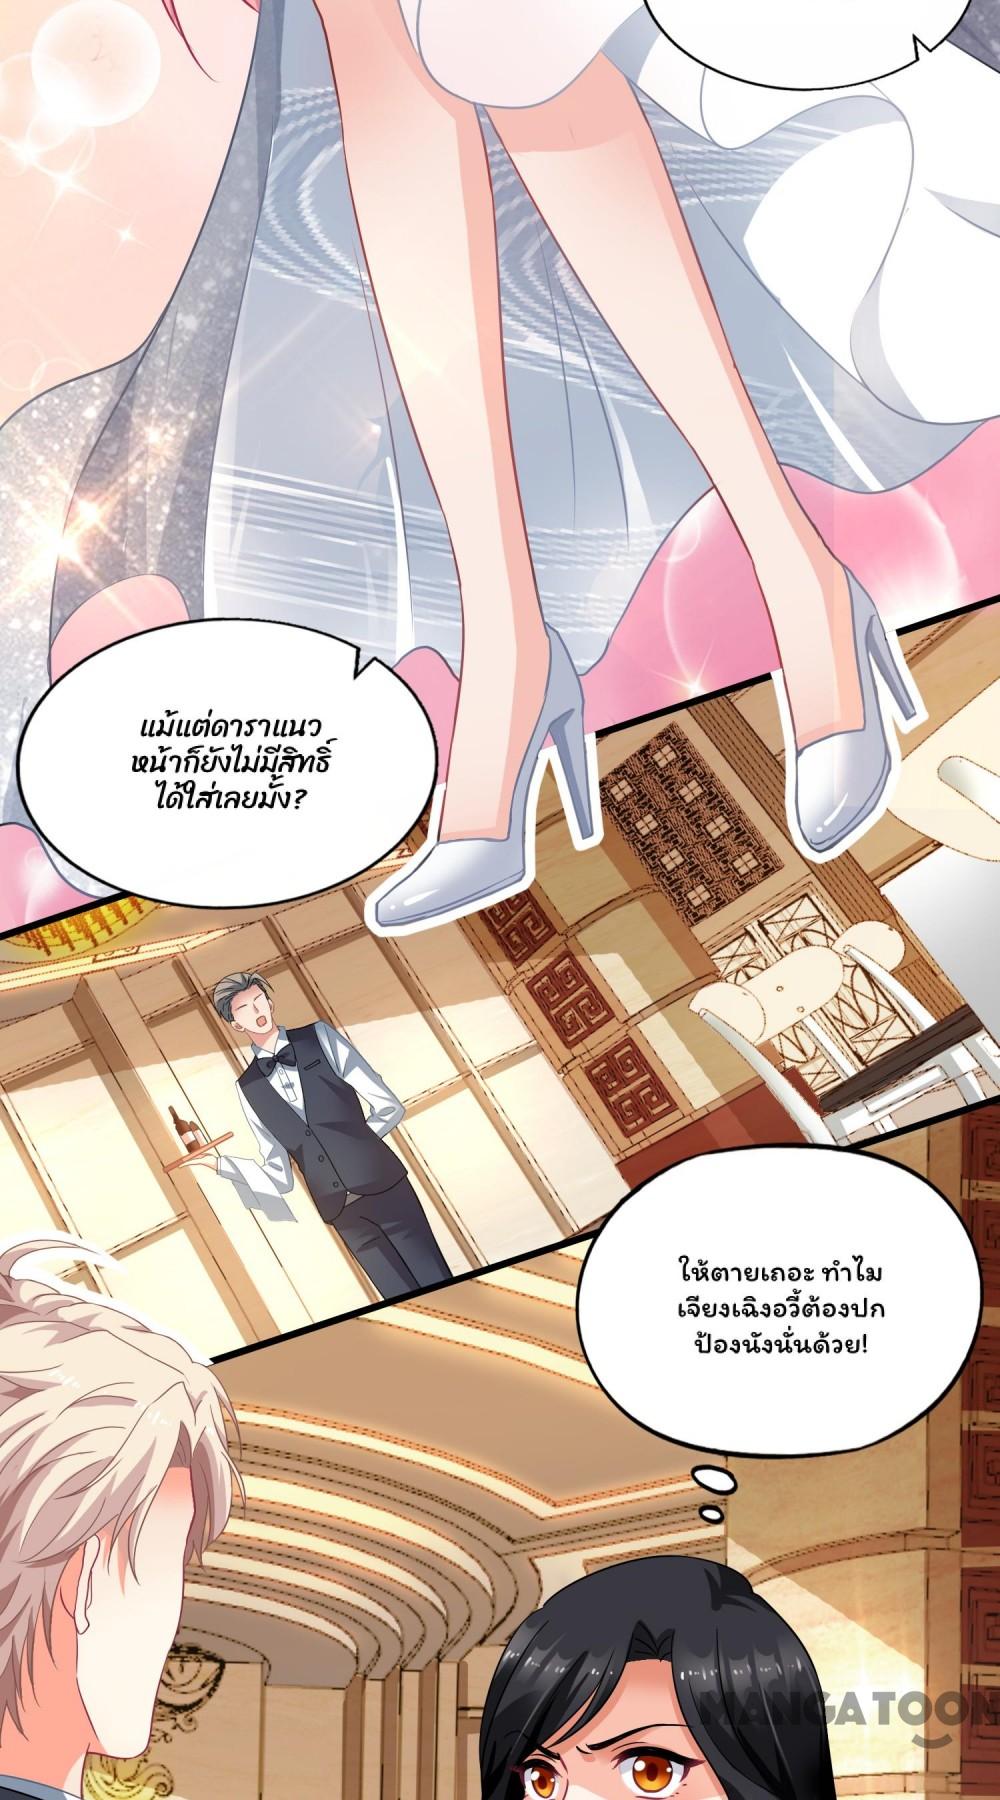 แม้แต่ดาราแนว
หน้าก็ยังไม่มีสิทธิ์
ได้ใส่เลยมั้ง?
ให้ตายเถอะ ทำไม
เจียงเฉิงอวี้ต้องปก
ป้องนังนั่นด้วย!
MANGATOON